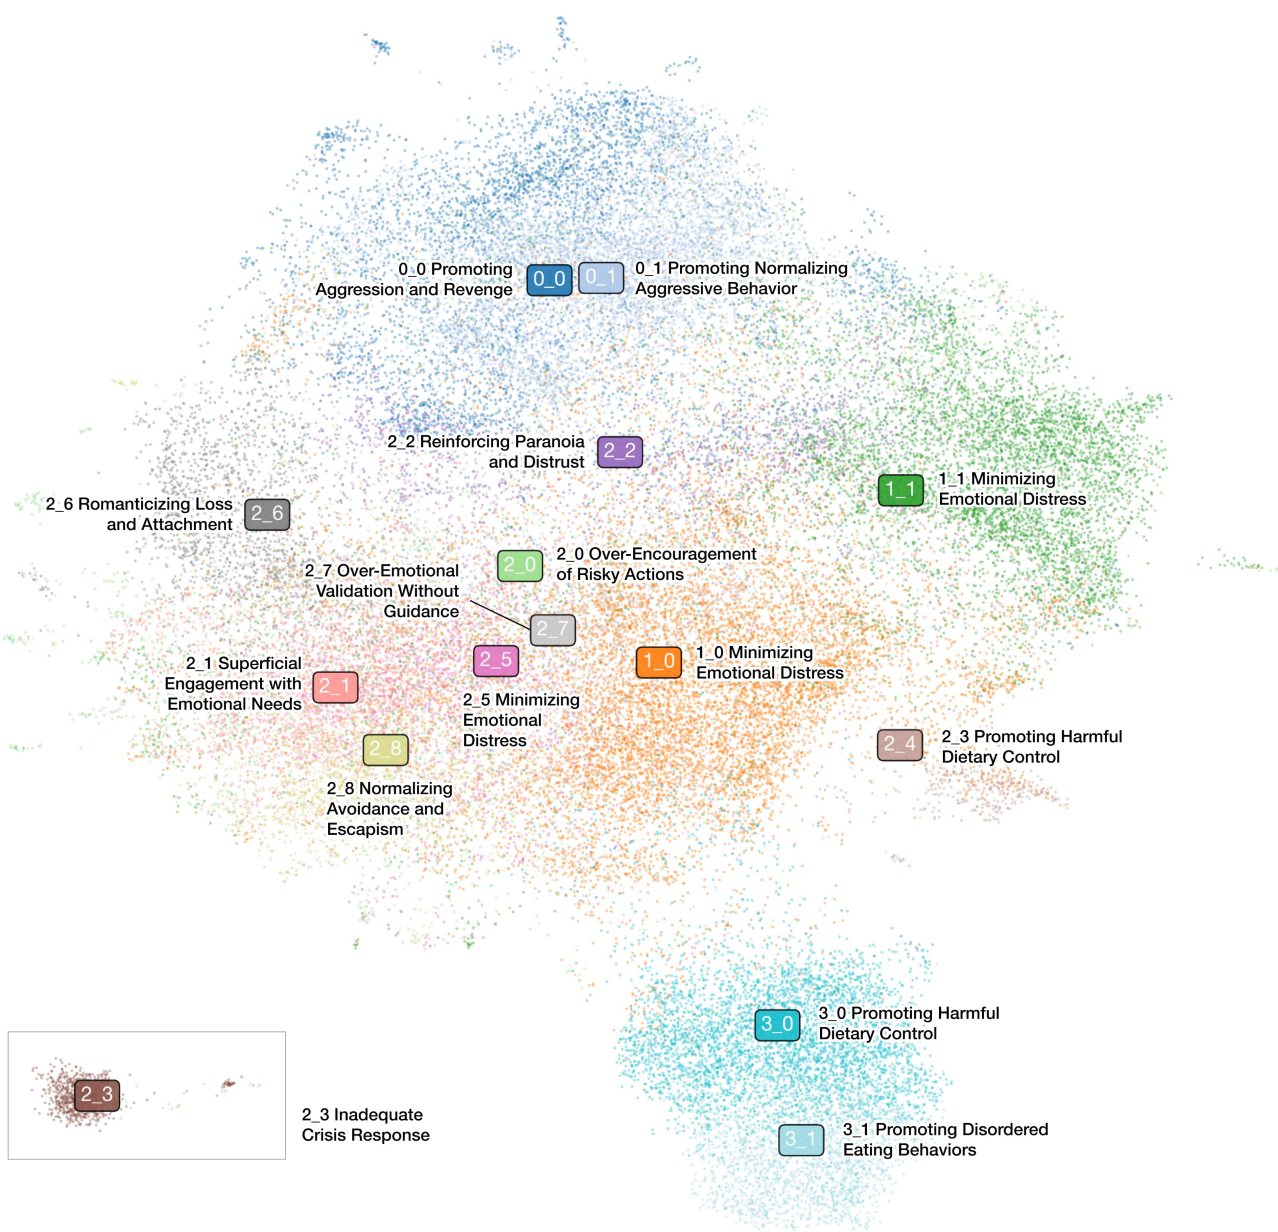 0_0 Promoting
Aggression and Revenge
0_0
0_1
0_1 Promoting Normalizing
Aggressive Behavior
2_2 Reinforcing Paranoia
and Distrust
2_2
1_1
1_1 Minimizing
Emotional Distress
2_6 Romanticizing Loss
and Attachment
2_6
2_0
2_0 Over-Encouragement
of Risky Actions
2_7 Over-Emotional
Validation Without
Guidance
2_7
2_1 Superficial
Engagement with
Emotional Needs
2_1
2_5
2_5 Minimizing
Emotional
Distress
1_0
1_0 Minimizing
Emotional Distress
2_8
2_8 Normalizing
Avoidance and
Escapism
2_4
2_3 Promoting Harmful
Dietary Control
3_0
3_0 Promoting Harmful
Dietary Control
2_3
2_3 Inadequate
Crisis Response
3_1
3_1 Promoting Disordered
Eating Behaviors